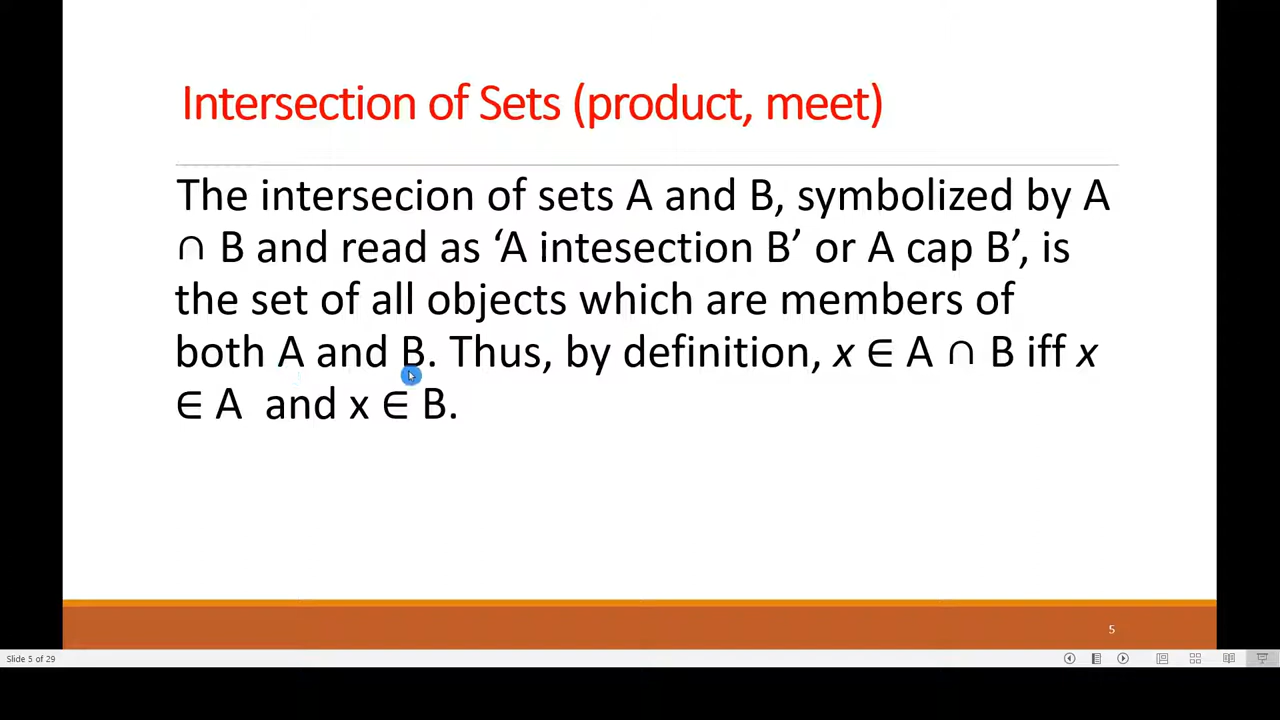 Intersection of Sets (product, meet)
The intersecion of sets A and B, symbolized by A
∩ B and read as ‘A intesection B’ or A cap B’, is
the set of all objects which are members of
both A and B. Thus, by definition, x ∈ A ∩ B iff x
∈ A and x ∈ B.
5
Slide 5 of 29